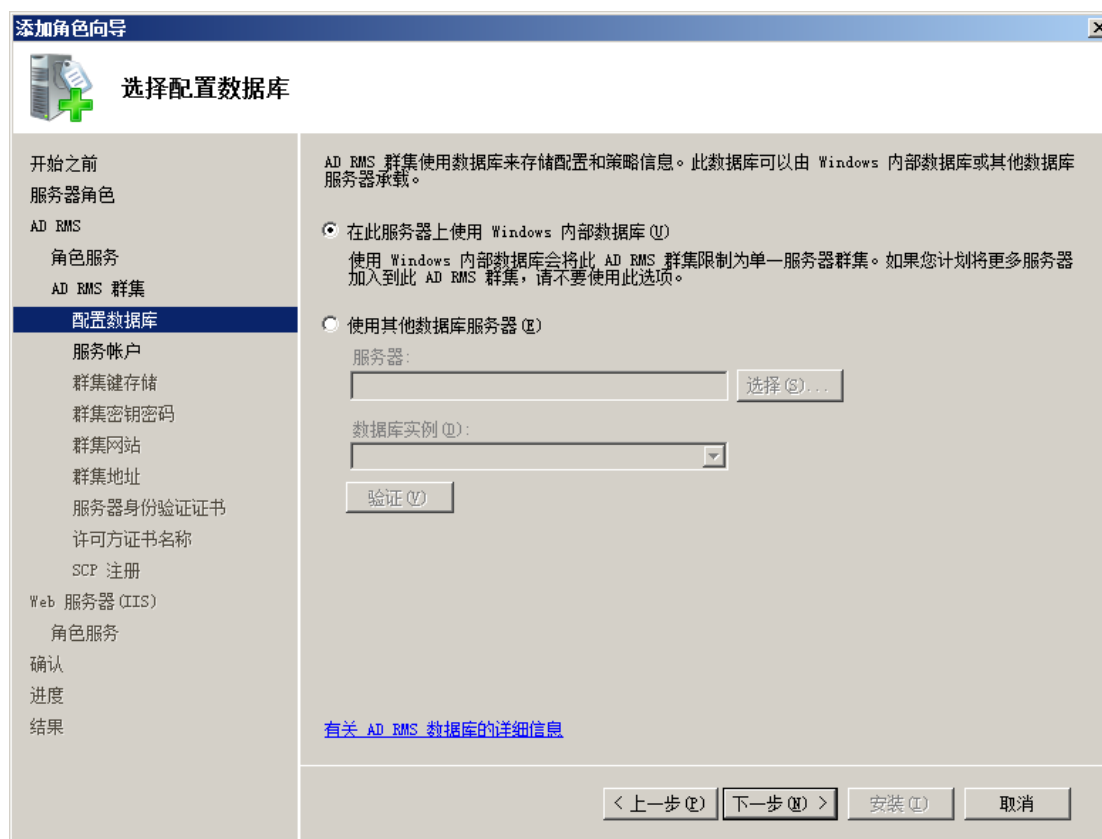 添加角色向导
选择配置数据库
开始之前
服务器角色
AD RMS
角色服务
AD RMS 群集
配置数据库
服务帐户
群集键存储
群集密钥密码
群集网站
群集地址
服务器身份验证证书
许可方证书名称
SCP 注册
Web 服务器(IIS)
角色服务
确认
进度
结果
AD RMS 群集使用数据库来存储配置和策略信息。此数据库可以由 Windows 内部数据库或其他数据库
服务器承载。
在此服务器上使用 Windows 内部数据库(U)
使用 Windows 内部数据库会将此 AD RMS 群集限制为单一服务器群集。如果您计划将更多服务器
加入到此 AD RMS 群集，请不要使用此选项。
使用其他数据库服务器(E)
服务器:
选择(S)...
数据库实例(D):
验证(V)
有关 AD RMS 数据库的详细信息
< 上一步(P) 下一步(N) > 安装(I) 取消